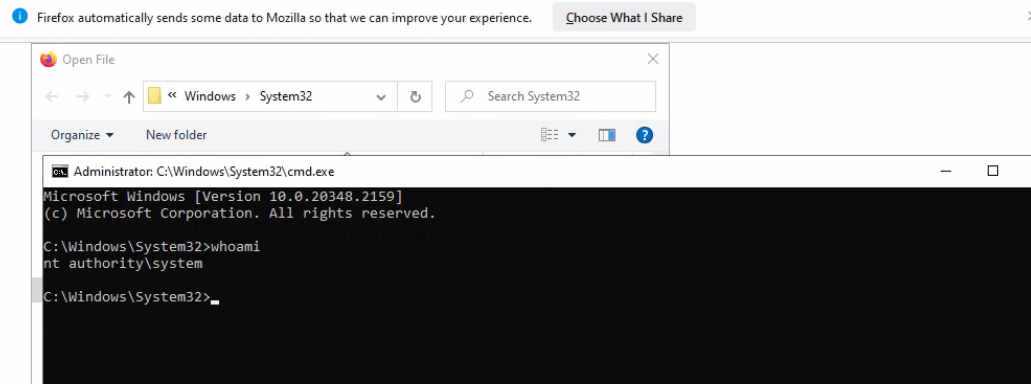 Firefox automatically sends some data to Mozilla so that we can improve your experience. Choose What I Share
Open File
« Windows › System32 Search System32
Organize New folder ?
Administrator: C:\Windows\System32\cmd.exe
Microsoft Windows [Version 10.0.20348.2159]
(c) Microsoft Corporation. All rights reserved.
C:\Windows\System32>whoami
nt authority\system
C:\Windows\System32>